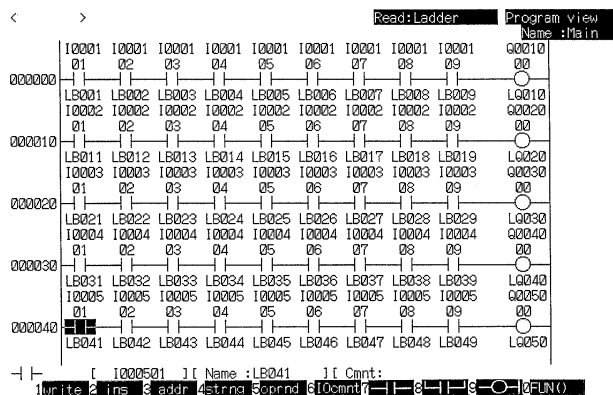 < > Read:Ladder Program view
Name :Main
I0001 I0001 I0001 I0001 I0001 I0001 I0001 I0001 I0001 Q0010
01 02 03 04 05 06 07 08 09 00
000000
LB001 LB002 LB003 LB004 LB005 LB006 LB007 LB008 LB009 LQ010
I0002 I0002 I0002 I0002 I0002 I0002 I0002 I0002 I0002 Q0020
01 02 03 04 05 06 07 08 09 00
000010
LB011 LB012 LB013 LB014 LB015 LB016 LB017 LB018 LB019 LQ020
I0003 I0003 I0003 I0003 I0003 I0003 I0003 I0003 I0003 Q0030
01 02 03 04 05 06 07 08 09 00
000020
LB021 LB022 LB023 LB024 LB025 LB026 LB027 LB028 LB029 LQ030
I0004 I0004 I0004 I0004 I0004 I0004 I0004 I0004 I0004 Q0040
01 02 03 04 05 06 07 08 09 00
000030
LB031 LB032 LB033 LB034 LB035 LB036 LB037 LB038 LB039 LQ040
I0005 I0005 I0005 I0005 I0005 I0005 I0005 I0005 I0005 Q0050
01 02 03 04 05 06 07 08 09 00
000040
LB041 LB042 LB043 LB044 LB045 LB046 LB047 LB048 LB049 LQ050
[ I000501 ][ Name :LB041 ][ Cmnt:
1write 2 ins 3 addr 4strng 5oprnd 6IOcmnt 7 8 9 0FUN()